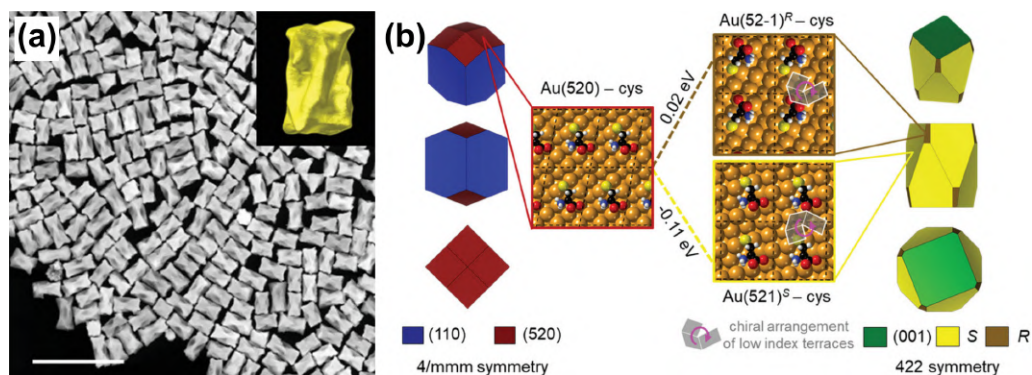 (a)
(b)
Au(520) – cys
0.02 eV
-0.11 eV
Au(52-1)ᴿ – cys
Au(521)ˢ – cys
(110) (520)
4/mmm symmetry
chiral arrangement
of low index terraces
(001) S R
422 symmetry